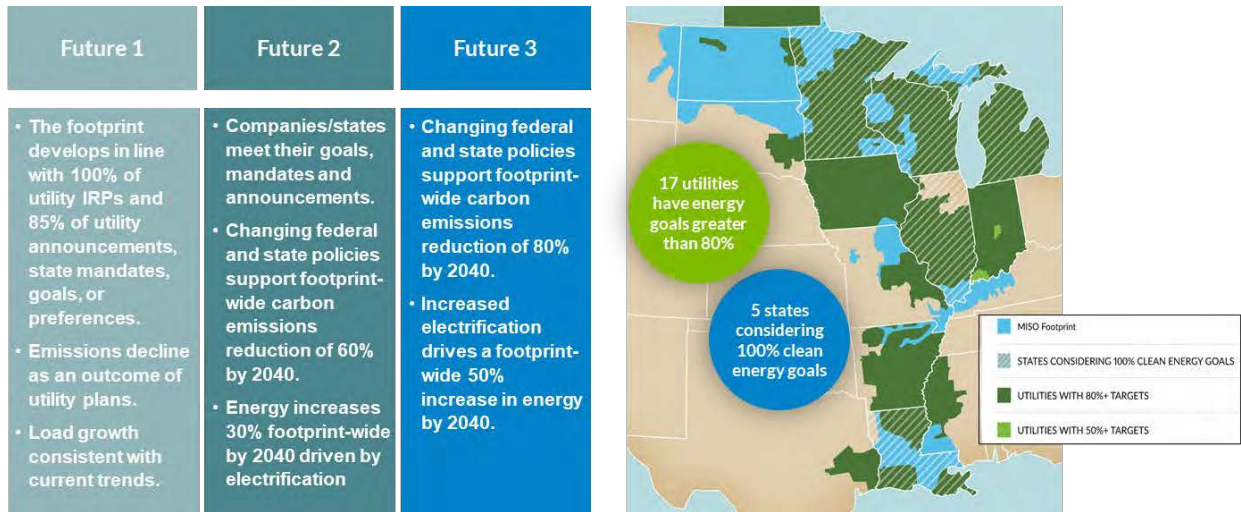 Future 1
• The footprint
develops in line
with 100% of
utility IRPs and
85% of utility
announcements,
state mandates,
goals, or
preferences.
• Emissions decline
as an outcome of
utility plans.
• Load growth
consistent with
current trends.
Future 2
• Companies/states
meet their goals,
mandates and
announcements.
• Changing federal
and state policies
support footprint-
wide carbon
emissions
reduction of 60%
by 2040.
• Energy increases
30% footprint-wide
by 2040 driven by
electrification
Future 3
• Changing federal
and state policies
support footprint-
wide carbon
emissions
reduction of 80%
by 2040.
• Increased
electrification
drives a footprint-
wide 50%
increase in energy
by 2040.
17 utilities
have energy
goals greater
than 80%
5 states
considering
100% clean
energy goals
MISO Footprint
STATES CONSIDERING 100% CLEAN ENERGY GOALS
UTILITIES WITH 80%+ TARGETS
UTILITIES WITH 50%+ TARGETS